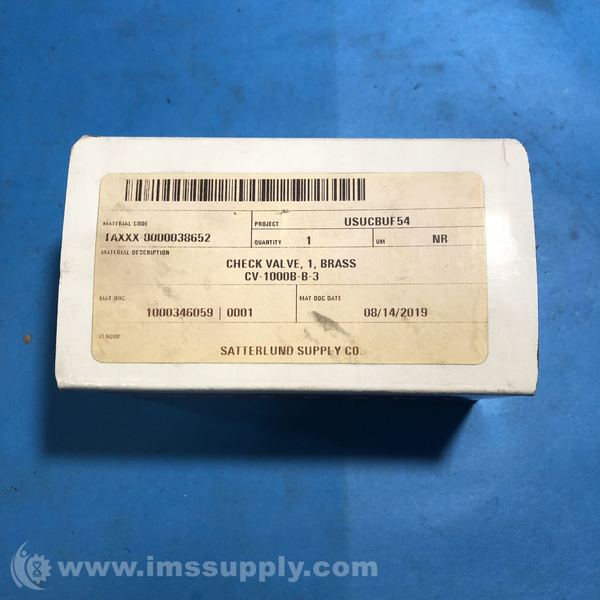 MATERIAL CODE
TAXXX-0000038652
PROJECT
USUCBUF54
QUANTITY 1 UM NR
MATERIAL DESCRIPTION
CHECK VALVE, 1, BRASS
CV-1000B-B-3
MAT DOC
1000346059 | 0001
MAT DOC DATE
08/14/2019
VENDOR
SATTERLUND SUPPLY CO.
www.imssupply.com